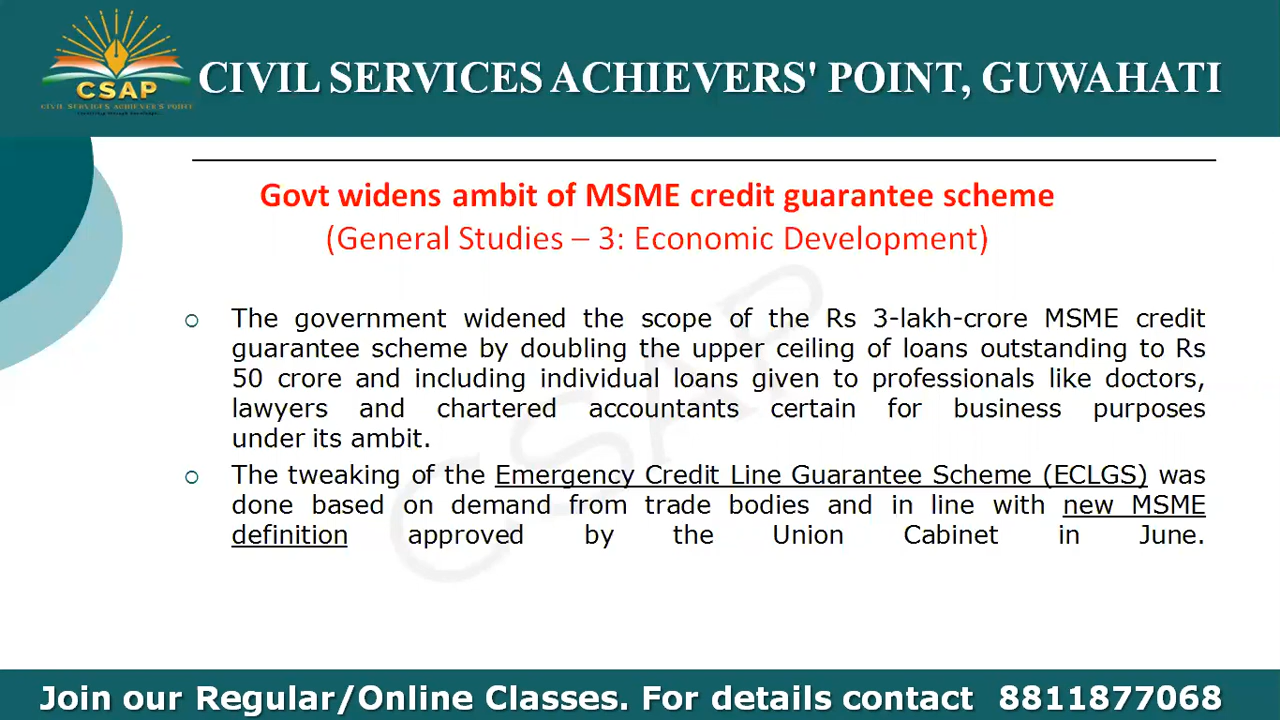 CSAP
CIVIL SERVICES ACHIEVER'S POINT
CIVIL SERVICES ACHIEVERS' POINT, GUWAHATI
Govt widens ambit of MSME credit guarantee scheme
(General Studies – 3: Economic Development)
The government widened the scope of the Rs 3-lakh-crore MSME credit
guarantee scheme by doubling the upper ceiling of loans outstanding to Rs
50 crore and including individual loans given to professionals like doctors,
lawyers and chartered accountants certain for business purposes
under its ambit.
The tweaking of the Emergency Credit Line Guarantee Scheme (ECLGS) was
done based on demand from trade bodies and in line with new MSME
definition approved by the Union Cabinet in June.
CSAP
Join our Regular/Online Classes. For details contact 8811877068